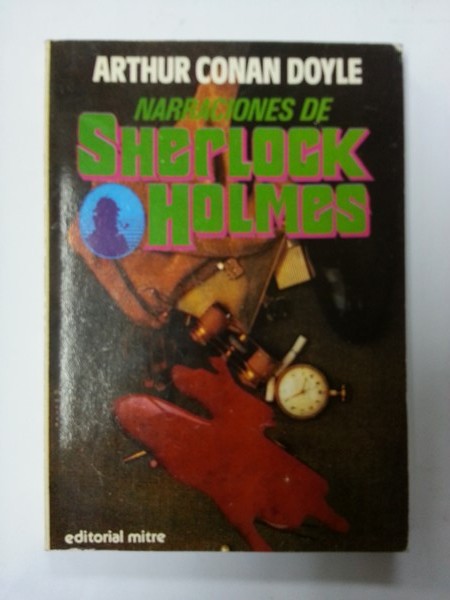 ARTHUR CONAN DOYLE
NARRACIONES DE
SHerLOCK
HOLMes
editorial mitre